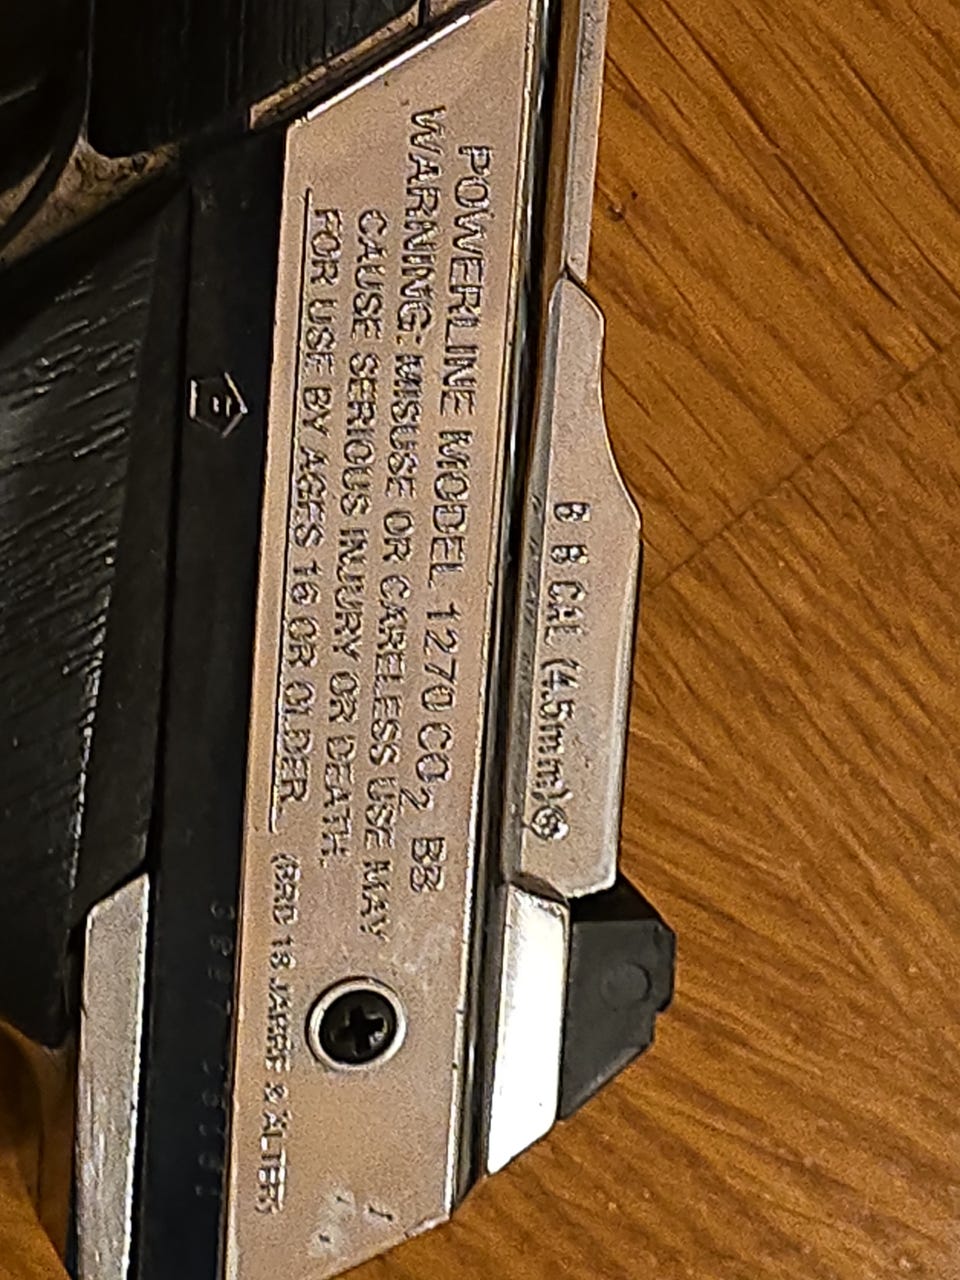 B B CAL (4.5mm)
POWERLINE MODEL 1270 CO2 BB
WARNING: MISUSE OR CARELESS USE MAY
CAUSE SERIOUS INJURY OR DEATH.
FOR USE BY AGES 16 OR OLDER.
(BRD 18 JAHRE & ÄLTER)